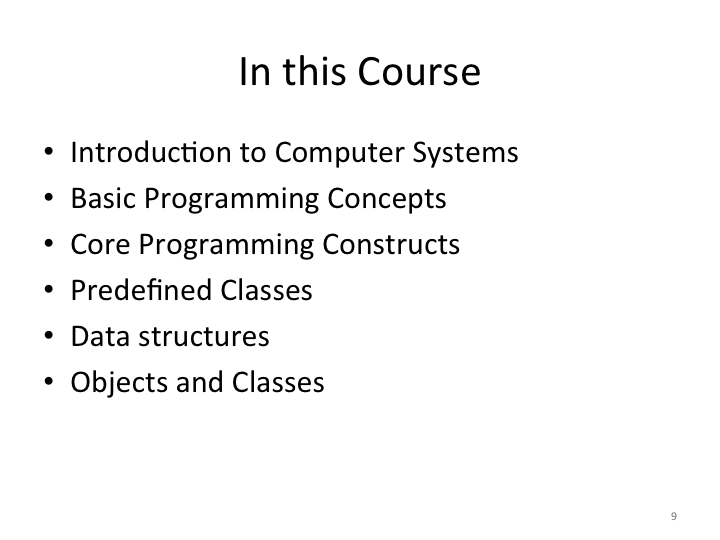 In this Course
• Introduction to Computer Systems
• Basic Programming Concepts
• Core Programming Constructs
• Predefined Classes
• Data structures
• Objects and Classes
9